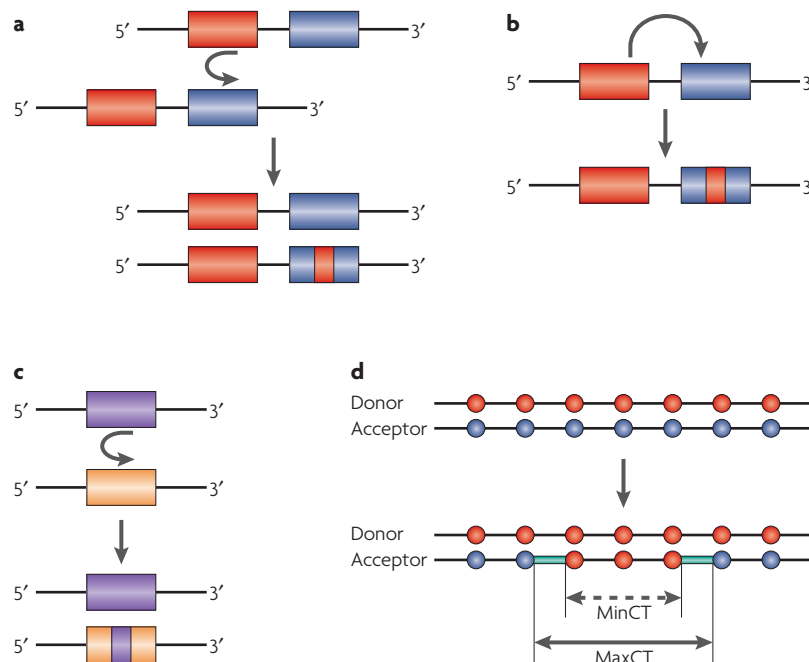 a
5′ 3′
5′ 3′
5′ 3′
5′ 3′
b
5′ 3′
5′ 3′
c
5′ 3′
5′ 3′
5′ 3′
5′ 3′
d
Donor
Acceptor
Donor
Acceptor
MinCT
MaxCT